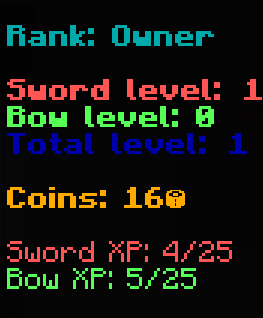 Rank: Owner
Sword level: 1
Bow level: 0
Total level: 1
Coins: 16
Sword XP: 4/25
Bow XP: 5/25